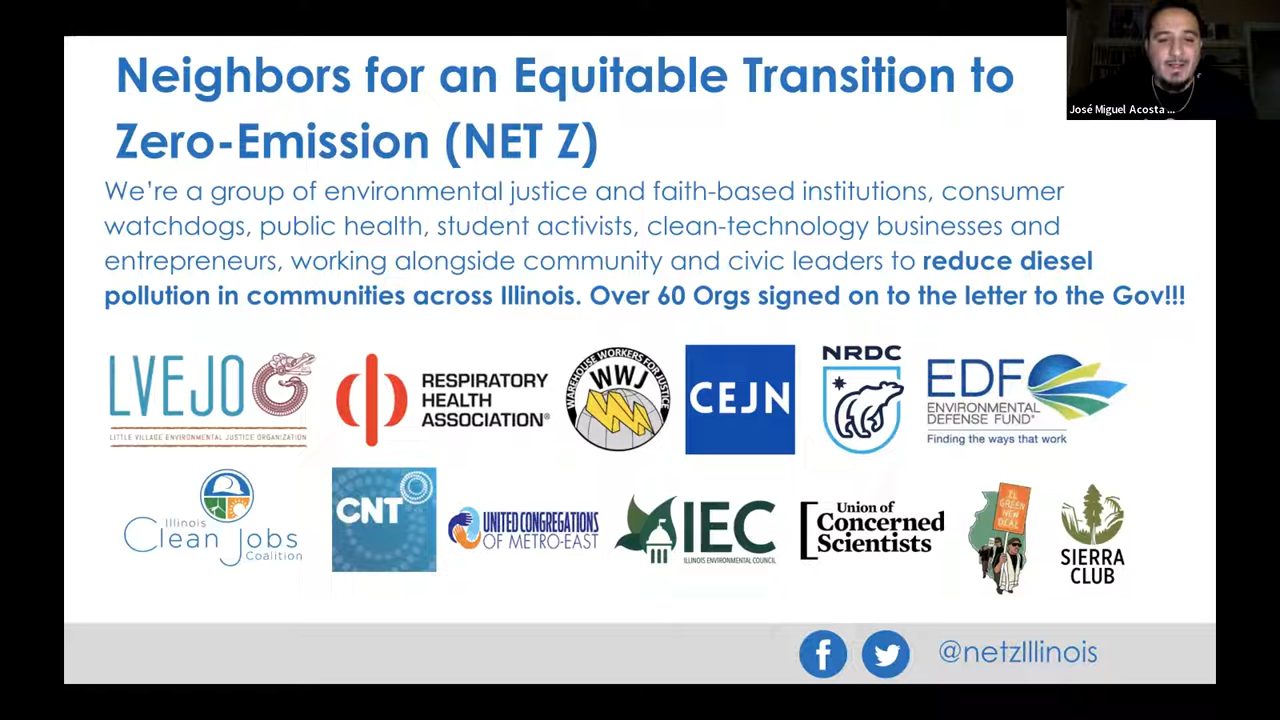 Neighbors for an Equitable Transition to
Zero-Emission (NET Z)
José Miguel Acosta ...
We're a group of environmental justice and faith-based institutions, consumer
watchdogs, public health, student activists, clean-technology businesses and
entrepreneurs, working alongside community and civic leaders to reduce diesel
pollution in communities across Illinois. Over 60 Orgs signed on to the letter to the Gov!!!
LVEJO
LITTLE VILLAGE ENVIRONMENTAL JUSTICE ORGANIZATION
RESPIRATORY
HEALTH
ASSOCIATION®
WAREHOUSE WORKERS FOR JUSTICE
WWJ
CEJN
NRDC
EDF
ENVIRONMENTAL
DEFENSE FUND®
Finding the ways that work
Illinois
Clean Jobs
Coalition
CNT
UNITED CONGREGATIONS
OF METRO-EAST
IEC
ILLINOIS ENVIRONMENTAL COUNCIL
Union of
Concerned
Scientists
IL
GREEN
NEW
DEAL
SIERRA
CLUB
@netzIllinois